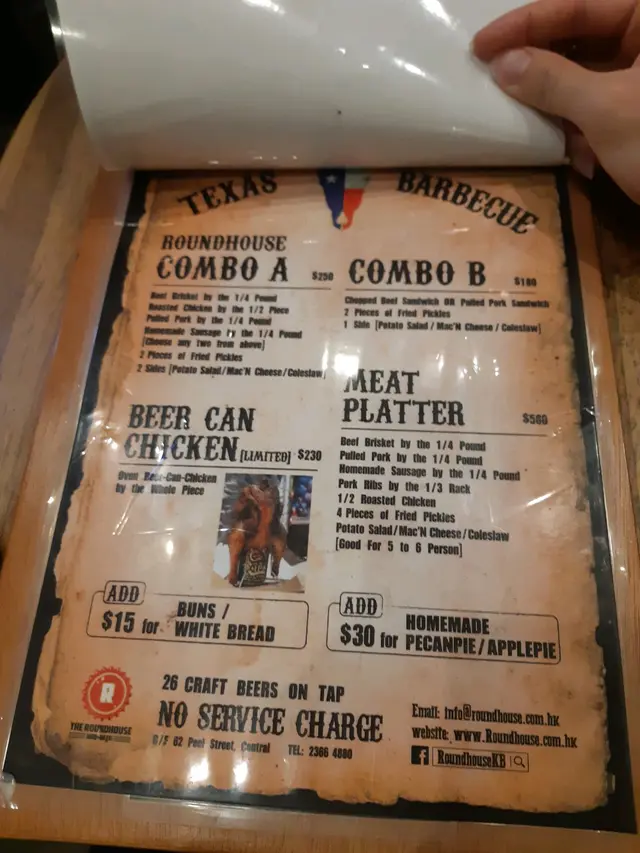 TEXAS BARBECUE
ROUNDHOUSE
COMBO A $250
Beef Brisket by the 1/4 Pound
Roasted Chicken by the 1/2 Piece
Pulled Pork by the 1/4 Pound
Homemade Sausage by the 1/4 Pound
[Choose any two from above]
2 Pieces of Fried Pickles
2 Sides [Potato Salad/Mac'N Cheese/Coleslaw]
COMBO B $180
Chopped Beef Sandwich OR Pulled Pork Sandwich
2 Pieces of Fried Pickles
1 Side [Potato Salad/Mac'N Cheese/Coleslaw]
BEER CAN
CHICKEN [LIMITED] $230
Oven Beer-Can-Chicken
by the Whole Piece
MEAT
PLATTER $560
Beef Brisket by the 1/4 Pound
Pulled Pork by the 1/4 Pound
Homemade Sausage by the 1/4 Pound
Pork Ribs by the 1/3 Rack
1/2 Roasted Chicken
4 Pieces of Fried Pickles
Potato Salad/Mac'N Cheese/Coleslaw
[Good For 5 to 6 Person]
ADD
$15 for BUNS /
WHITE BREAD
ADD
$30 for HOMEMADE
PECANPIE/APPLEPIE
R
THE ROUNDHOUSE
26 CRAFT BEERS ON TAP
NO SERVICE CHARGE
G/F 62 Peel Street, Central TEL: 2366 4880
Email: info@roundhouse.com.hk
website: www.Roundhouse.com.hk
f RoundhouseKB